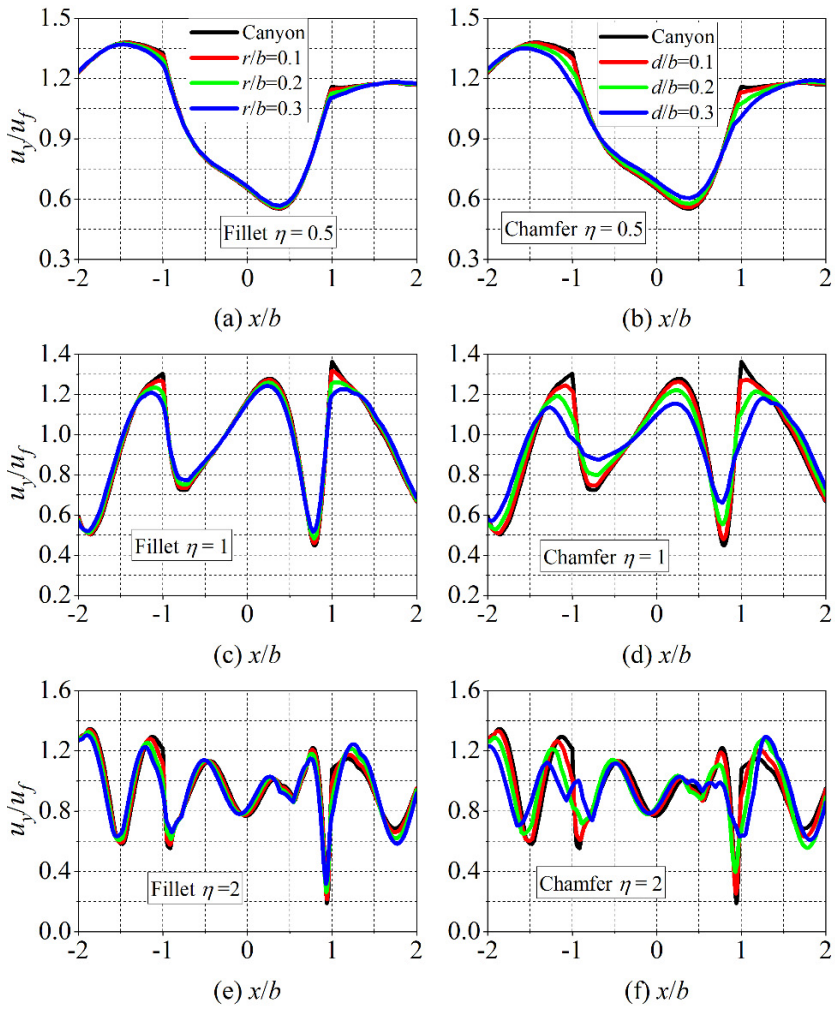 1.5
1.2
0.9
0.6
0.3
u_y/u_f
Canyon
r/b=0.1
r/b=0.2
r/b=0.3
Fillet η = 0.5
-2 -1 0 1 2
(a) x/b
1.5
1.2
0.9
0.6
0.3
u_y/u_f
Canyon
d/b=0.1
d/b=0.2
d/b=0.3
Chamfer η = 0.5
-2 -1 0 1 2
(b) x/b
1.4
1.2
1.0
0.8
0.6
0.4
0.2
u_y/u_f
Fillet η = 1
-2 -1 0 1 2
(c) x/b
1.4
1.2
1.0
0.8
0.6
0.4
0.2
u_y/u_f
Chamfer η = 1
-2 -1 0 1 2
(d) x/b
1.6
1.2
0.8
0.4
0.0
u_y/u_f
Fillet η =2
-2 -1 0 1 2
(e) x/b
1.6
1.2
0.8
0.4
0.0
u_y/u_f
Chamfer η = 2
-2 -1 0 1 2
(f) x/b